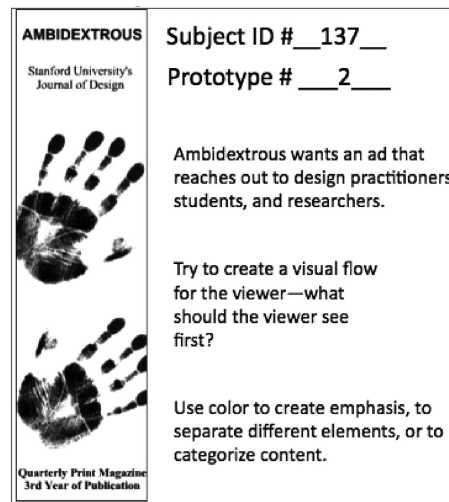 AMBIDEXTROUS
Stanford University's
Journal of Design
Quarterly Print Magazine
3rd Year of Publication
Subject ID #__137__
Prototype # ___2___
Ambidextrous wants an ad that
reaches out to design practitioners
students, and researchers.
Try to create a visual flow
for the viewer—what
should the viewer see
first?
Use color to create emphasis, to
separate different elements, or to
categorize content.